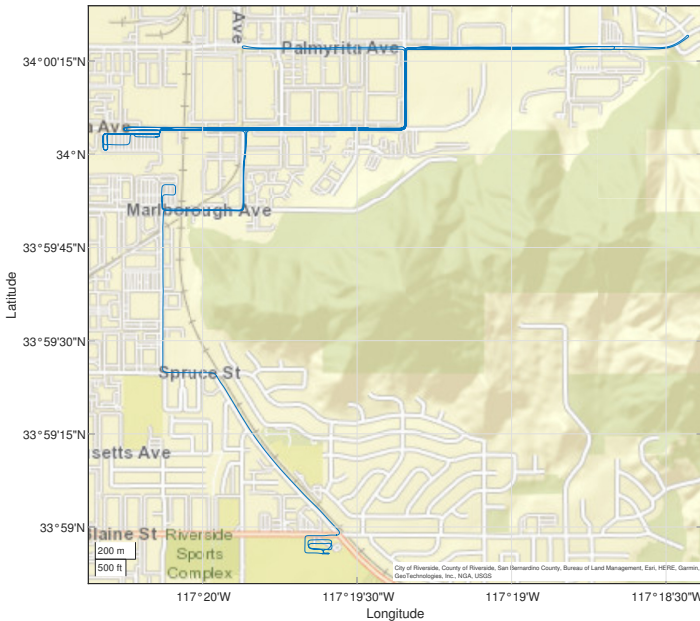 Ave
Palmyrita Ave
34°00'15"N
a Ave
34°N
Marlborough Ave
33°59'45"N
Latitude
33°59'30"N
Spruce St
33°59'15"N
setts Ave
33°59'N
Blaine St
Riverside
Sports
Complex
200 m
500 ft
City of Riverside, County of Riverside, San Bernardino County, Bureau of Land Management, Esri, HERE, Garmin,
GeoTechnologies, Inc., NGA, USGS
117°20'W
117°19'30"W
117°19'W
117°18'30"W
Longitude